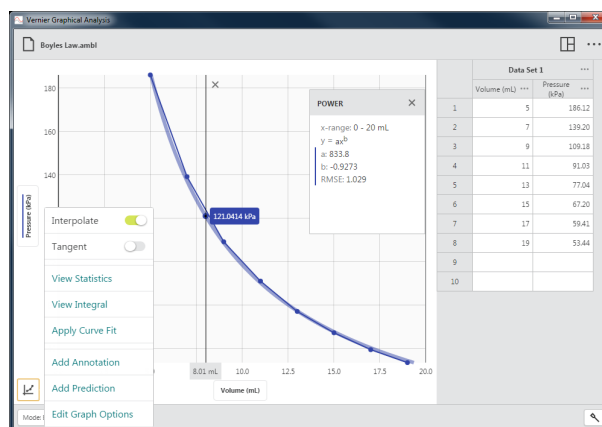 Vernier Graphical Analysis
Boyles Law.ambl
Data Set 1
Volume (mL)
Pressure
(kPa)
1 5 186.12
2 7 139.20
3 9 109.18
4 11 91.03
5 13 77.04
6 15 67.20
7 17 59.41
8 19 53.44
9
10
180
160
140
Pressure (kPa)
POWER
x-range: 0 - 20 mL
y = axᵇ
a: 833.8
b: -0.9273
RMSE: 1.029
121.0414 kPa
Interpolate
Tangent
View Statistics
View Integral
Apply Curve Fit
Add Annotation
Add Prediction
Edit Graph Options
8.01 mL
10.0
12.5
15.0
17.5
20.0
Volume (mL)
Mode: